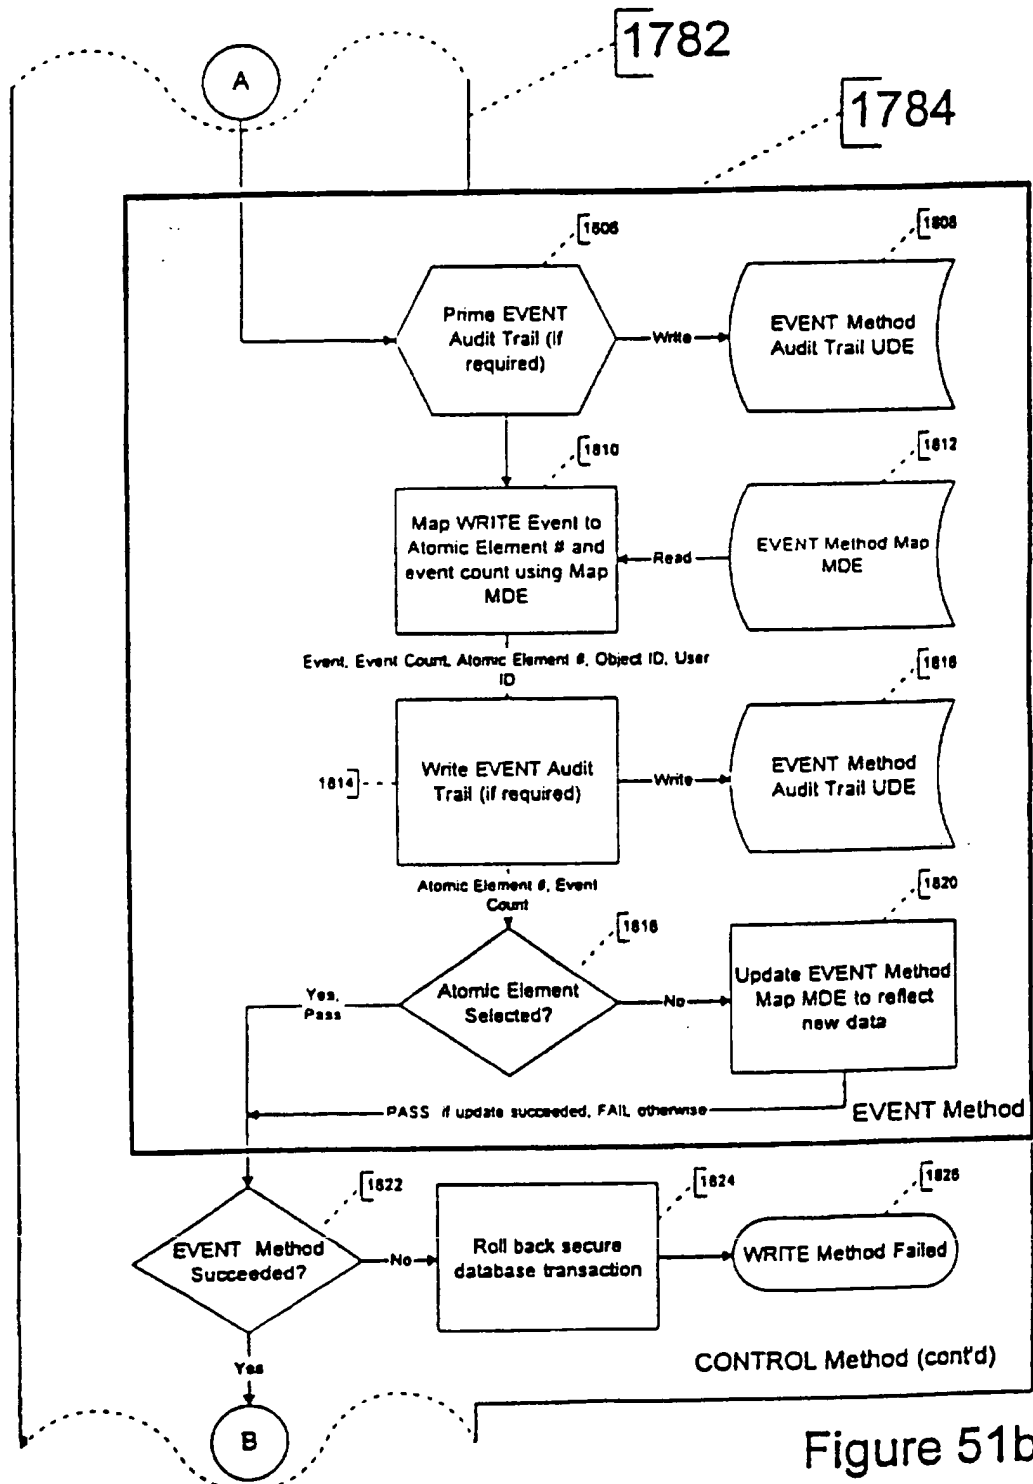 1782
A
1784
1806
1808
Prime EVENT
Audit Trail (if
required)
Write
EVENT Method
Audit Trail UDE
1810
1812
Map WRITE Event to
Atomic Element # and
event count using Map
MDE
Read
EVENT Method Map
MDE
Event, Event Count, Atomic Element #, Object ID, User
ID
1816
1814
Write EVENT Audit
Trail (if required)
Write
EVENT Method
Audit Trail UDE
Atomic Element #, Event
Count
1818
1820
Yes,
Pass
Atomic Element
Selected?
No
Update EVENT Method
Map MDE to reflect
new data
PASS if update succeeded, FAIL otherwise
EVENT Method
1822
1824
1826
EVENT Method
Succeeded?
No
Roll back secure
database transaction
WRITE Method Failed
Yes
CONTROL Method (cont'd)
B
Figure 51b